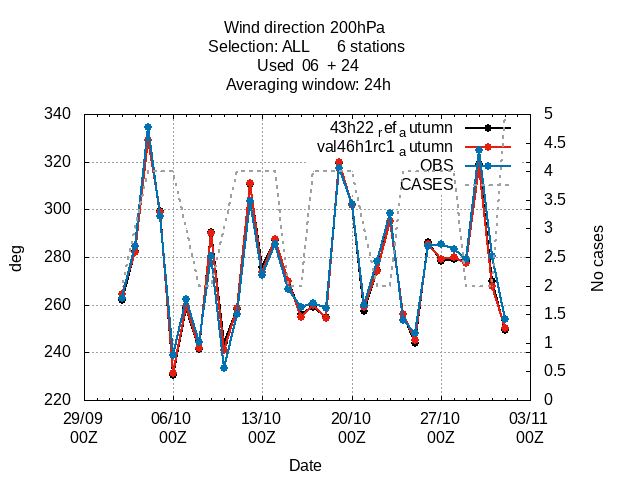 Wind direction 200hPa
Selection: ALL 6 stations
Used 06 + 24
Averaging window: 24h
43h22 ref a utumn
val46h1rc1 a utumn
OBS
CASES
340
320
300
280
260
240
220
deg
5
4.5
4
3.5
3
2.5
2
1.5
1
0.5
0
No cases
29/09 06/10 13/10 20/10 27/10 03/11
00Z 00Z 00Z 00Z 00Z 00Z
Date